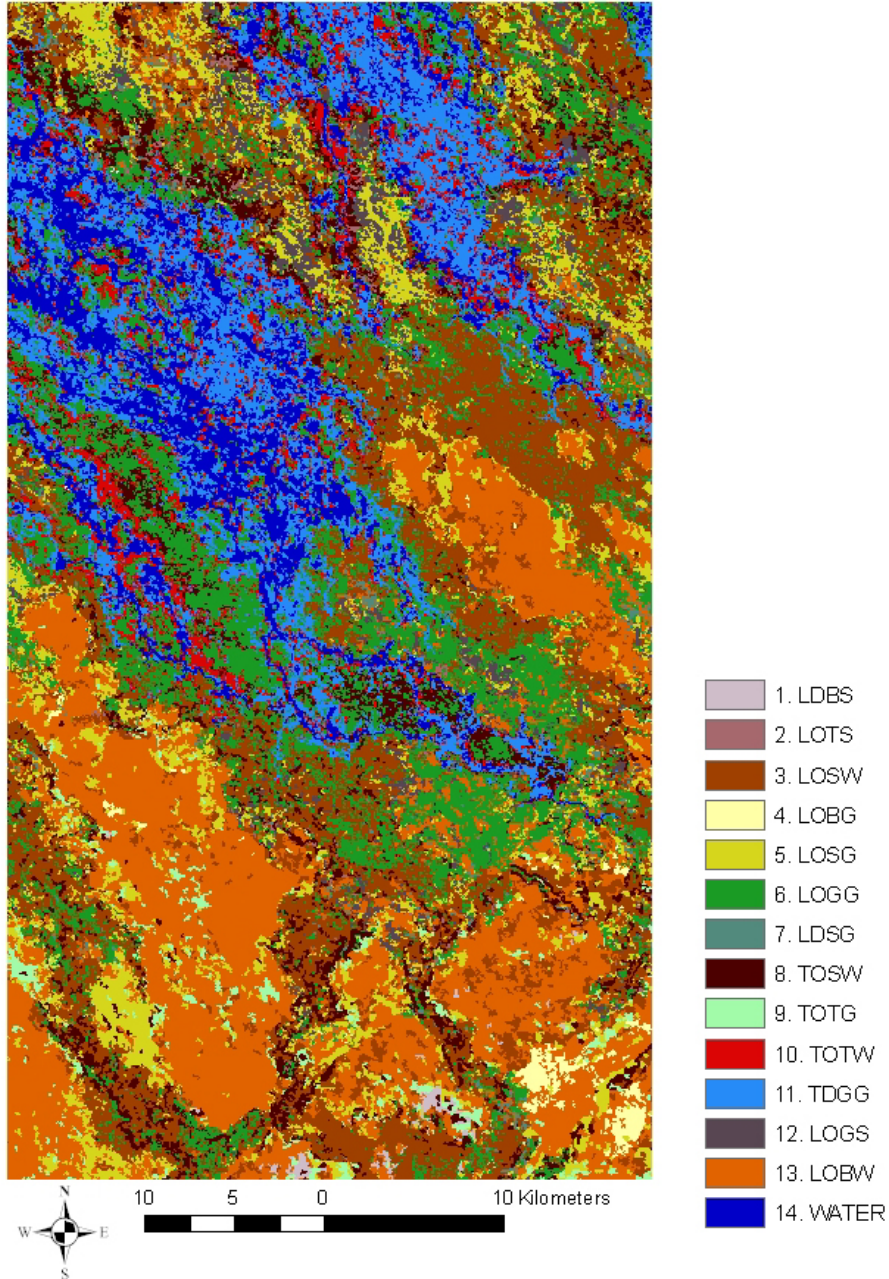 1. LDBS
2. LOTS
3. LOSW
4. LOBG
5. LOSG
6. LOGG
7. LDSG
8. TOSW
9. TOTG
10. TOTW
11. TDGG
12. LOGS
13. LOBW
14. WATER
N
W E
S
10 5 0 10 Kilometers